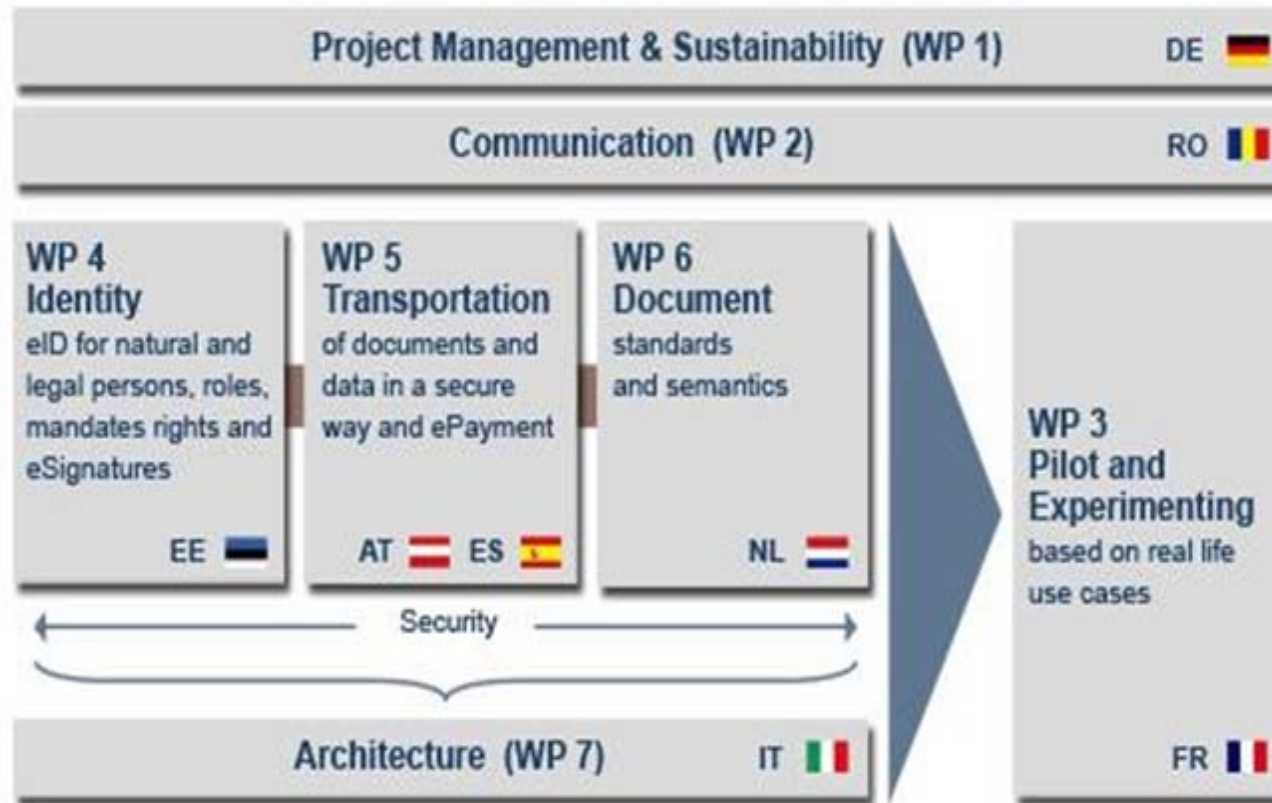 Project Management & Sustainability (WP 1) DE
Communication (WP 2) RO
WP 4
Identity
eID for natural and
legal persons, roles,
mandates rights and
eSignatures
EE
WP 5
Transportation
of documents and
data in a secure
way and ePayment
AT ES
WP 6
Document
standards
and semantics
NL
Security
Architecture (WP 7) IT
WP 3
Pilot and
Experimenting
based on real life
use cases
FR